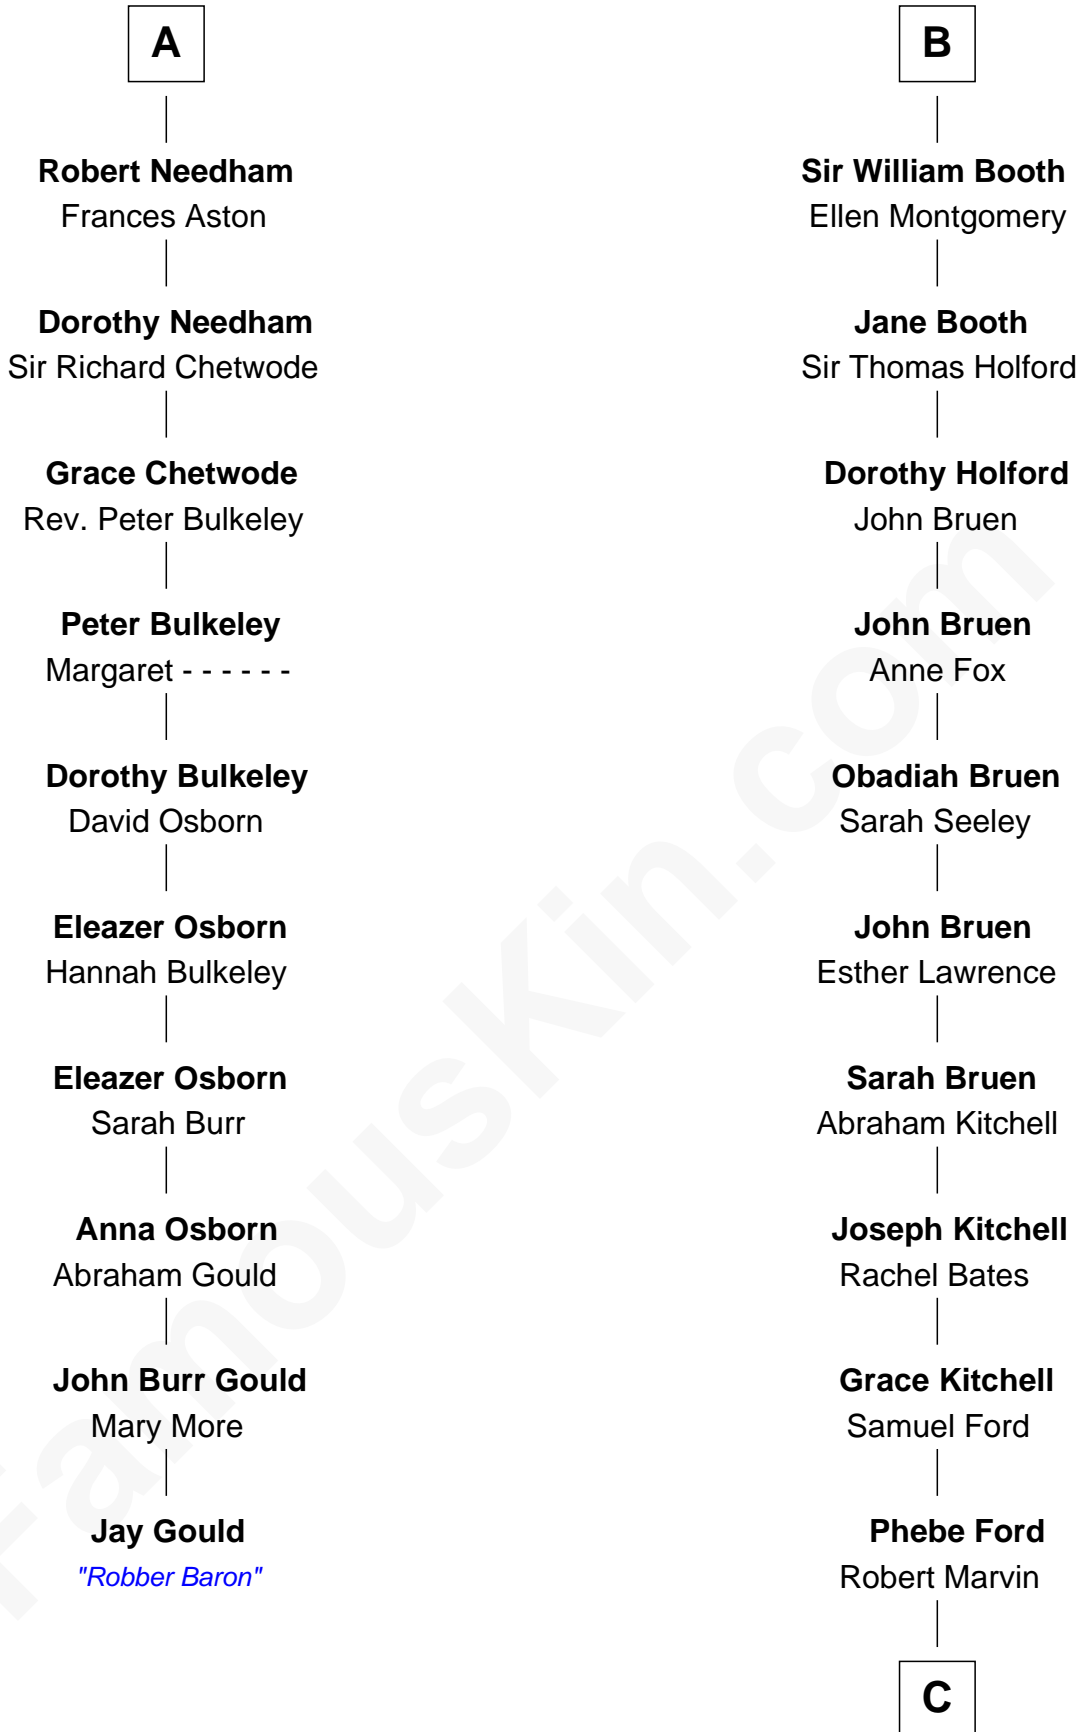 A
Robert Needham
Frances Aston
Dorothy Needham
Sir Richard Chetwode
Grace Chetwode
Rev. Peter Bulkeley
Peter Bulkeley
Margaret - - - - - -
Dorothy Bulkeley
David Osborn
Eleazer Osborn
Hannah Bulkeley
Eleazer Osborn
Sarah Burr
Anna Osborn
Abraham Gould
John Burr Gould
Mary More
Jay Gould
"Robber Baron"
B
Sir William Booth
Ellen Montgomery
Jane Booth
Sir Thomas Holford
Dorothy Holford
John Bruen
John Bruen
Anne Fox
Obadiah Bruen
Sarah Seeley
John Bruen
Esther Lawrence
Sarah Bruen
Abraham Kitchell
Joseph Kitchell
Rachel Bates
Grace Kitchell
Samuel Ford
Phebe Ford
Robert Marvin
C
FamousKin.com